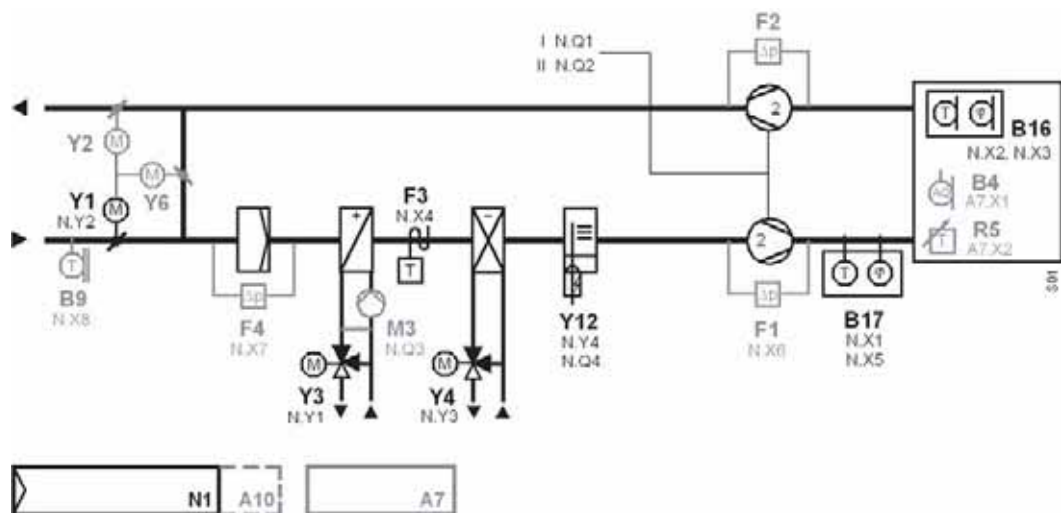 I N.Q1
II N.Q2
F2
Δp
2
T φ
B16
N.X2, N.X3
B4
A7.X1
AQ
R5
A7.X2
T
S01
Y2
M
M
Y6
Y1
N.Y2
M
T
B9
N.X8
F4
N.X7
Δp
+
F3
N.X4
T
−
M3
N.Q3
M
Y3
N.Y1
M
Y4
N.Y3
Y12
N.Y4
N.Q4
2
Δp
F1
N.X6
T φ
B17
N.X1
N.X5
N1
A10
A7